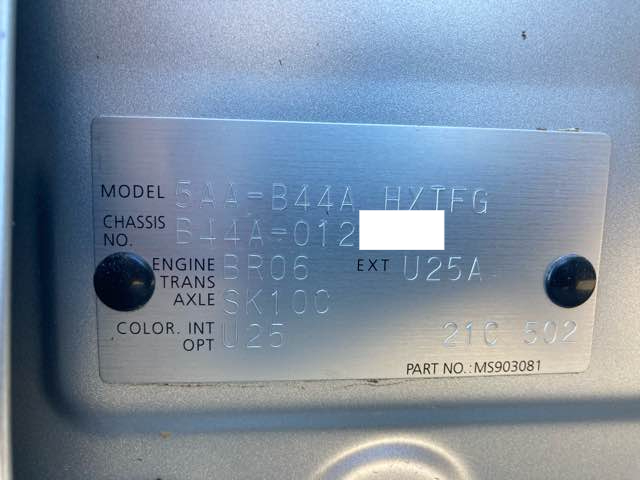 MODEL 5AA-B44A HXTFG
CHASSIS NO. B44A-012
ENGINE BR06 EXT U25A
TRANS AXLE SK10C
COLOR. INT U25
OPT 21C 502
PART NO.:MS903081